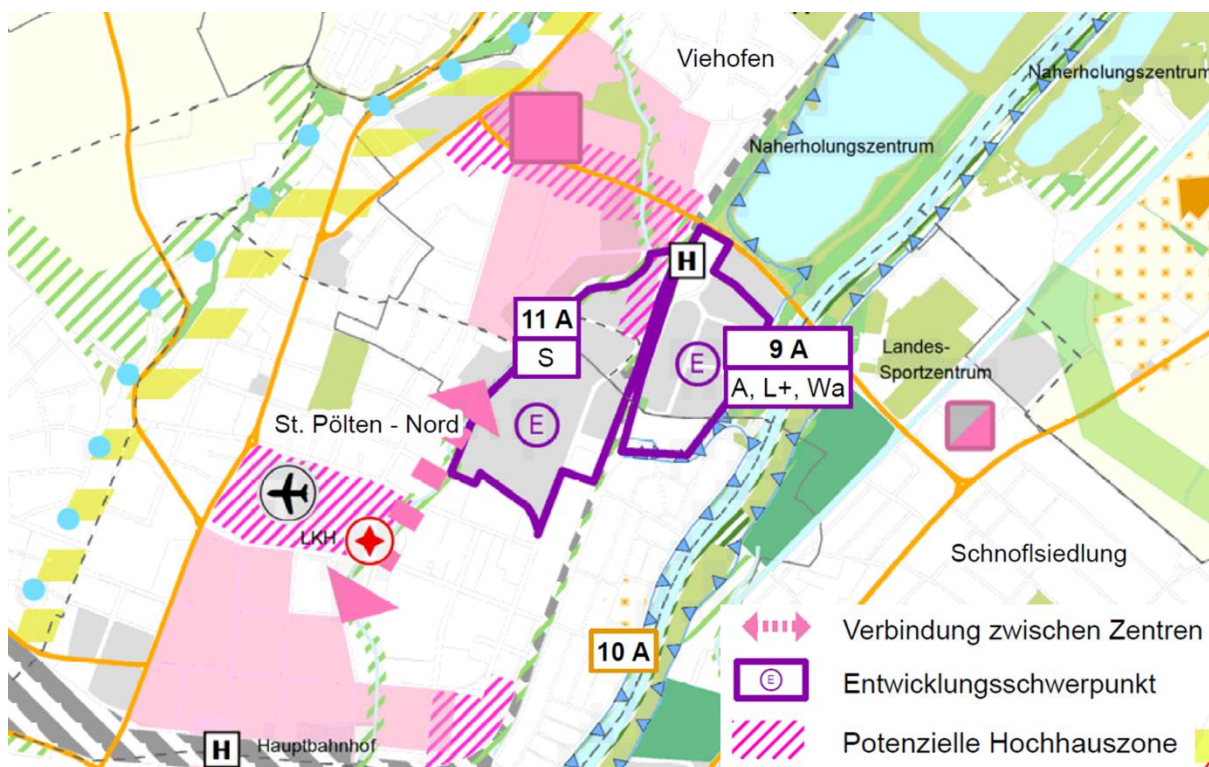 Viehofen
Naherholungszentrum
Naherholungszentrum
H
11 A
S
E
9 A
A, L+, Wa
Landes-
Sportzentrum
St. Pölten - Nord
E
LKH
Schnoflsiedlung
10 A
H
Hauptbahnhof
Verbindung zwischen Zentren
E
Entwicklungsschwerpunkt
Potenzielle Hochhauszone